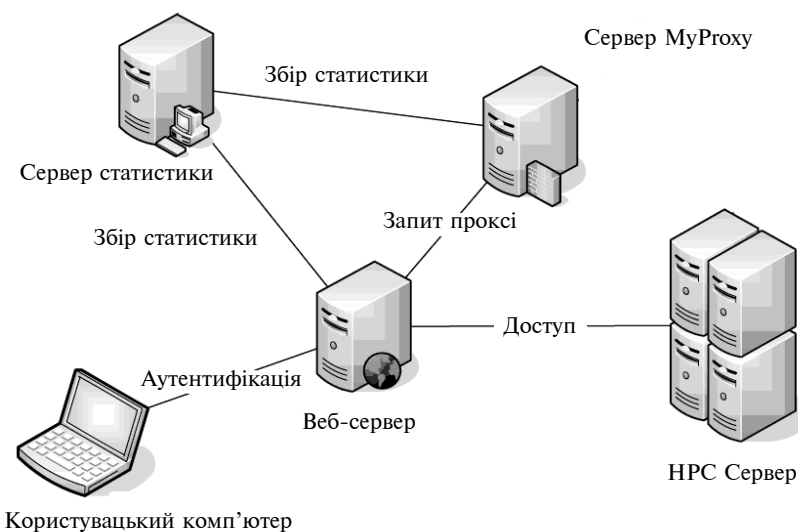 Сервер MyProxy
Збір статистики
Сервер статистики
Запит проксі
Збір статистики
Доступ
Аутентифікація
Веб-сервер
HPC Сервер
Користувацький комп’ютер